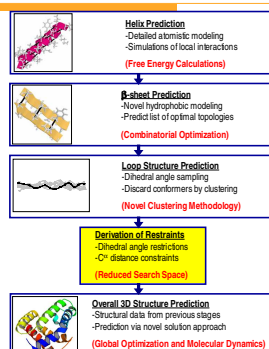 Helix Prediction
-Detailed atomistic modeling
-Simulations of local interactions
(Free Energy Calculations)
β-sheet Prediction
-Novel hydrophobic modeling
-Predict list of optimal topologies
(Combinatorial Optimization)
Loop Structure Prediction
-Dihedral angle sampling
-Discard conformers by clustering
(Novel Clustering Methodology)
Derivation of Restraints
-Dihedral angle restrictions
-Cα distance constraints
(Reduced Search Space)
Overall 3D Structure Prediction
-Structural data from previous stages
-Prediction via novel solution approach
(Global Optimization and Molecular Dynamics)